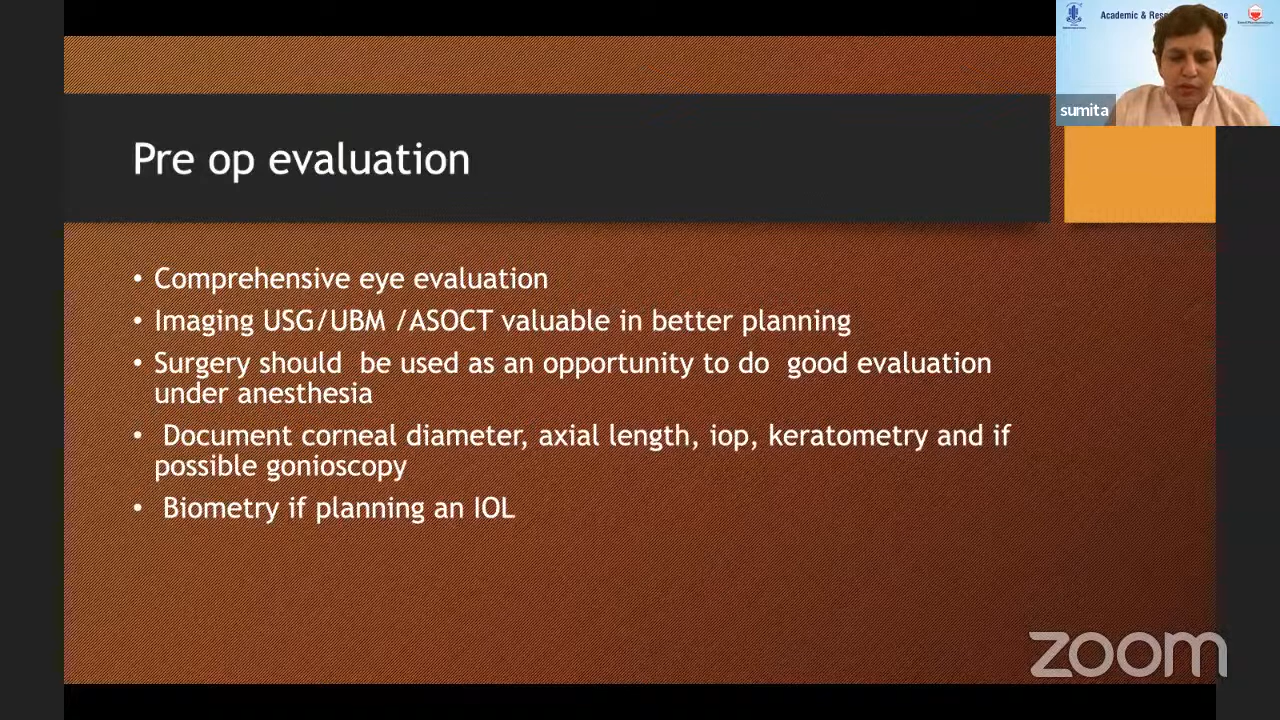 Academic & Res
sumita
Pre op evaluation
• Comprehensive eye evaluation
• Imaging USG/UBM /ASOCT valuable in better planning
• Surgery should be used as an opportunity to do good evaluation
under anesthesia
• Document corneal diameter, axial length, iop, keratometry and if
possible gonioscopy
• Biometry if planning an IOL
zoom